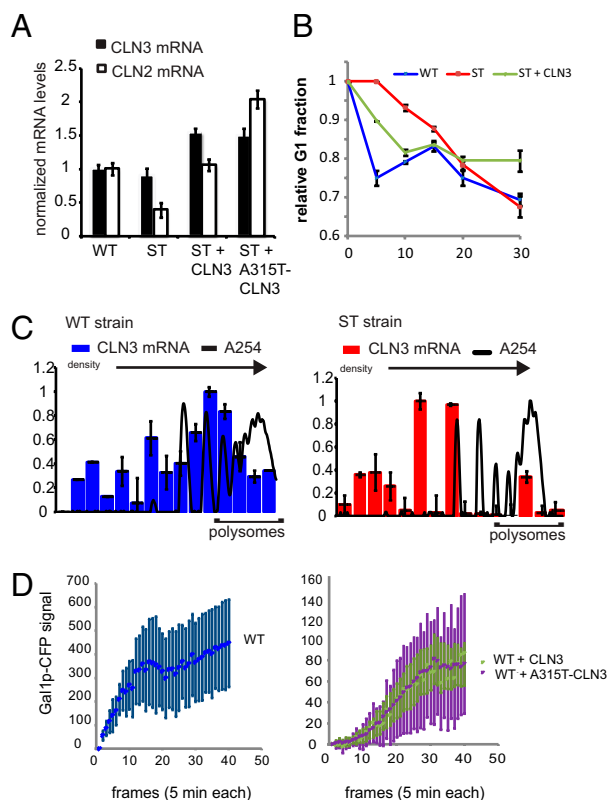 A
CLN3 mRNA
CLN2 mRNA
normalized mRNA levels
2.5
2
1.5
1
0.5
0
WT
ST
ST +
CLN3
ST +
A315T-
CLN3
B
WT
ST
ST + CLN3
relative G1 fraction
1
0.9
0.8
0.7
0.6
0
10
20
30
C
WT strain
CLN3 mRNA
A254
density
1.2
1
0.8
0.6
0.4
0.2
0
polysomes
ST strain
CLN3 mRNA
A254
density
1.2
1
0.8
0.6
0.4
0.2
0
polysomes
D
Gal1p-CFP signal
700
600
500
400
300
200
100
0
WT
0
10
20
30
40
50
frames (5 min each)
160
140
120
100
80
60
40
20
0
WT + CLN3
WT + A315T-CLN3
0
10
20
30
40
50
frames (5 min each)